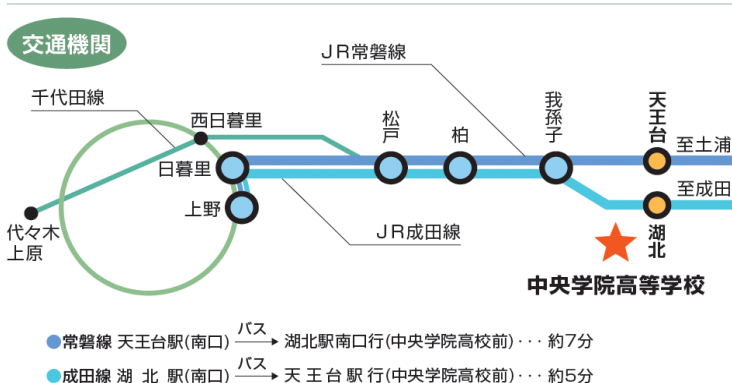 交通機関
JR常磐線
千代田線
西日暮里
松戸
柏
我孫子
天王台
至土浦
日暮里
至成田
上野
代々木
上原
JR成田線
湖北
中央学院高等学校
●常磐線 天王台駅(南口) バス 湖北駅南口行(中央学院高校前)･･･ 約7分
●成田線 湖 北 駅(南口) バス 天 王 台 駅 行(中央学院高校前)･･･ 約5分